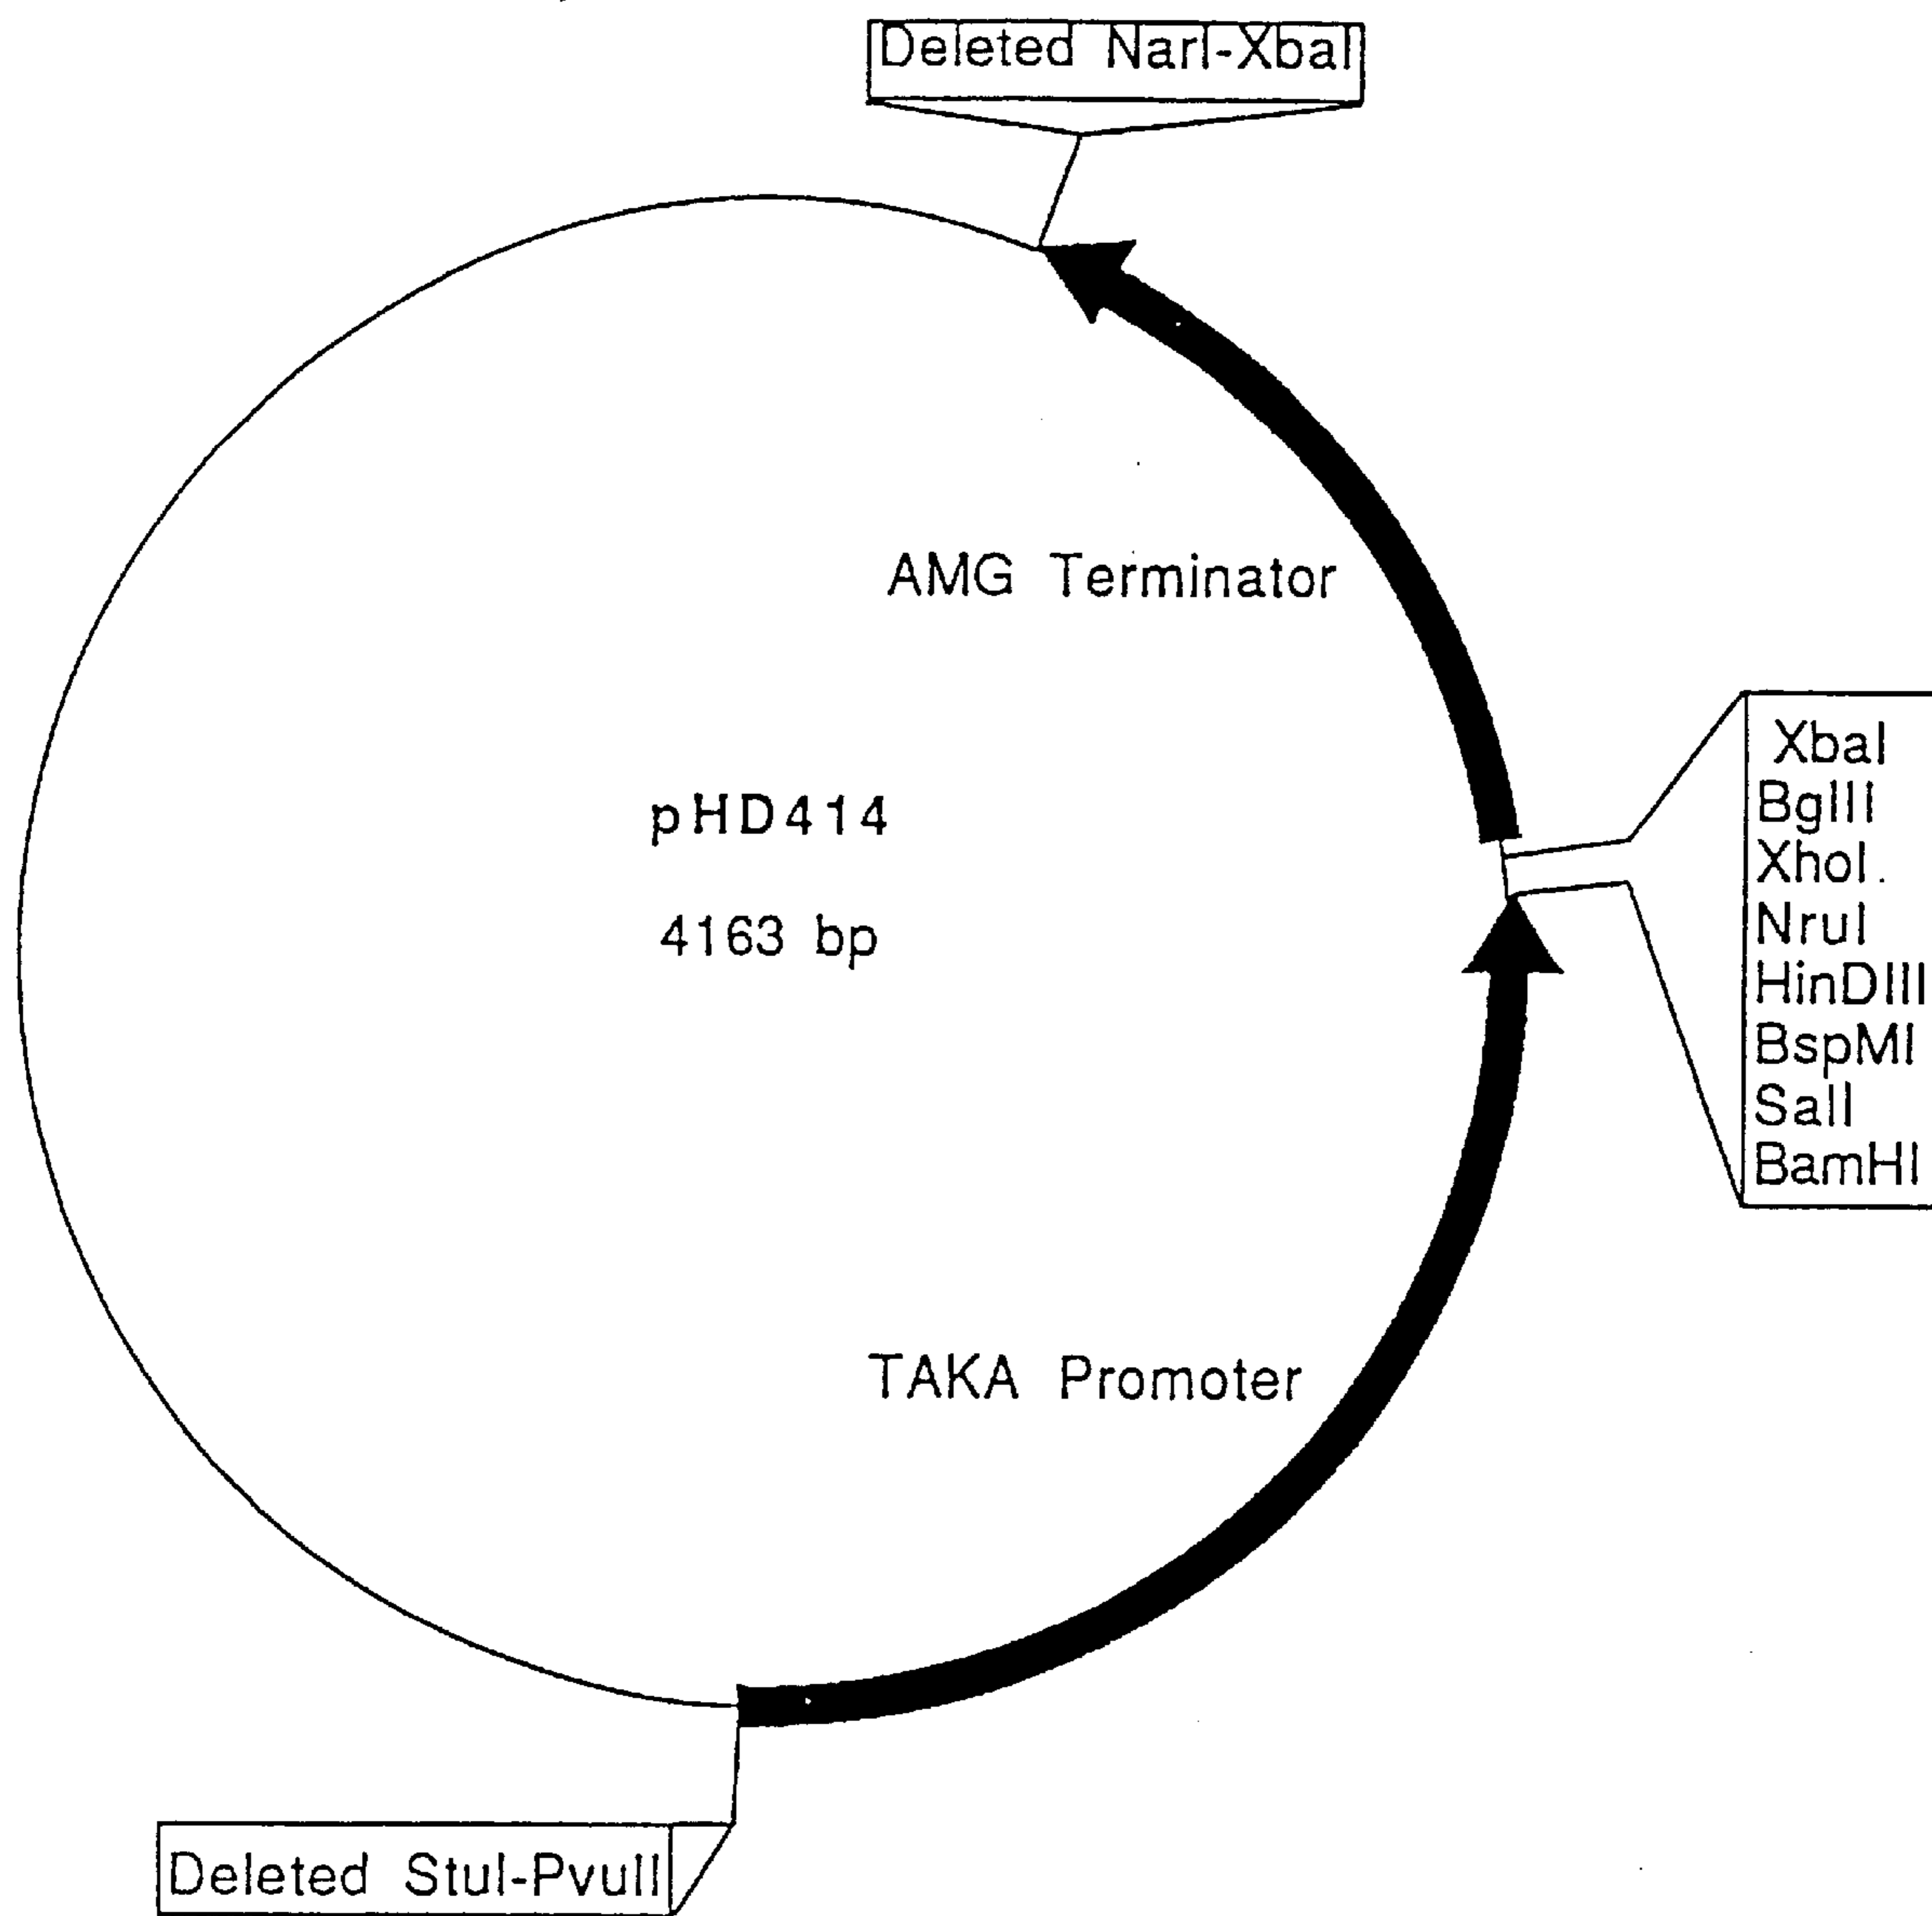 Deleted NarI-XbaI
AMG Terminator
pHD414
4163 bp
XbaI
BglII
XhoI.
NruI
HinDIII
BspMI
SalI
BamHI
TAKA Promoter
Deleted StuI-PvuII